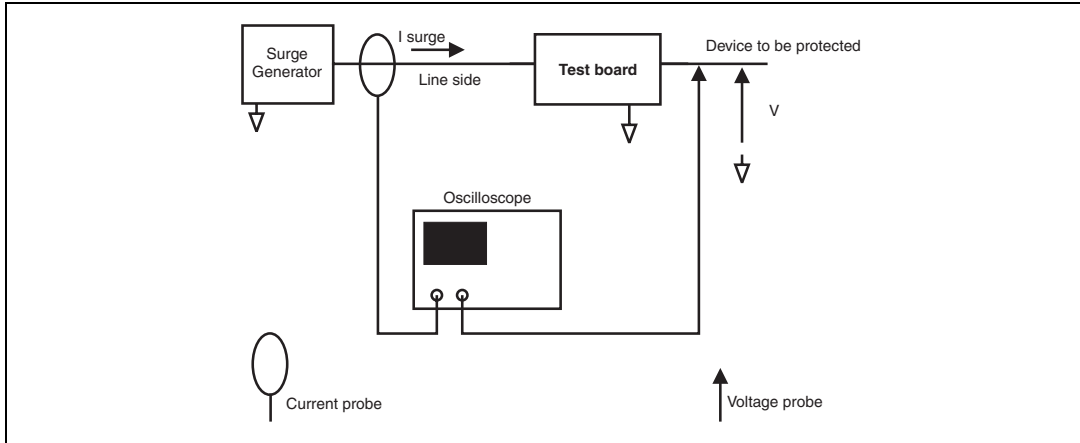 I surge
Surge
Generator
Line side
Test board
Device to be protected
V
Oscilloscope
Current probe
Voltage probe